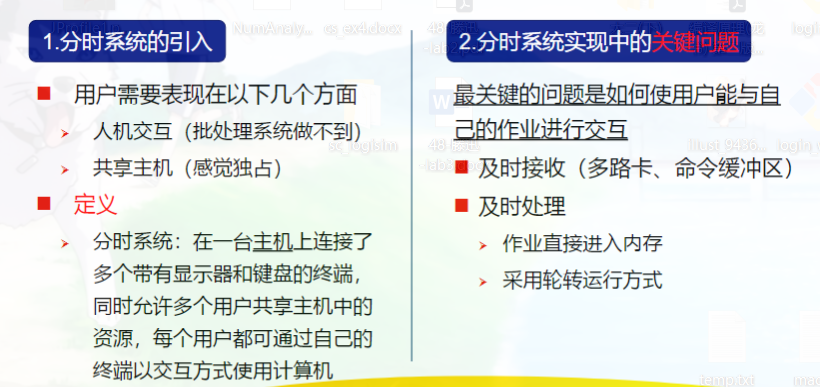 1.分时系统的引入
用户需要表现在以下几个方面
人机交互（批处理系统做不到）
共享主机（感觉独占）
定义
分时系统：在一台主机上连接了
多个带有显示器和键盘的终端，
同时允许多个用户共享主机中的
资源，每个用户都可通过自己的
终端以交互方式使用计算机
2.分时系统实现中的关键问题
最关键的问题是如何使用户能与自
己的作业进行交互
及时接收（多路卡、命令缓冲区）
及时处理
作业直接进入内存
采用轮转运行方式
NumAnaly...
os_ex4.docx
temp.txt